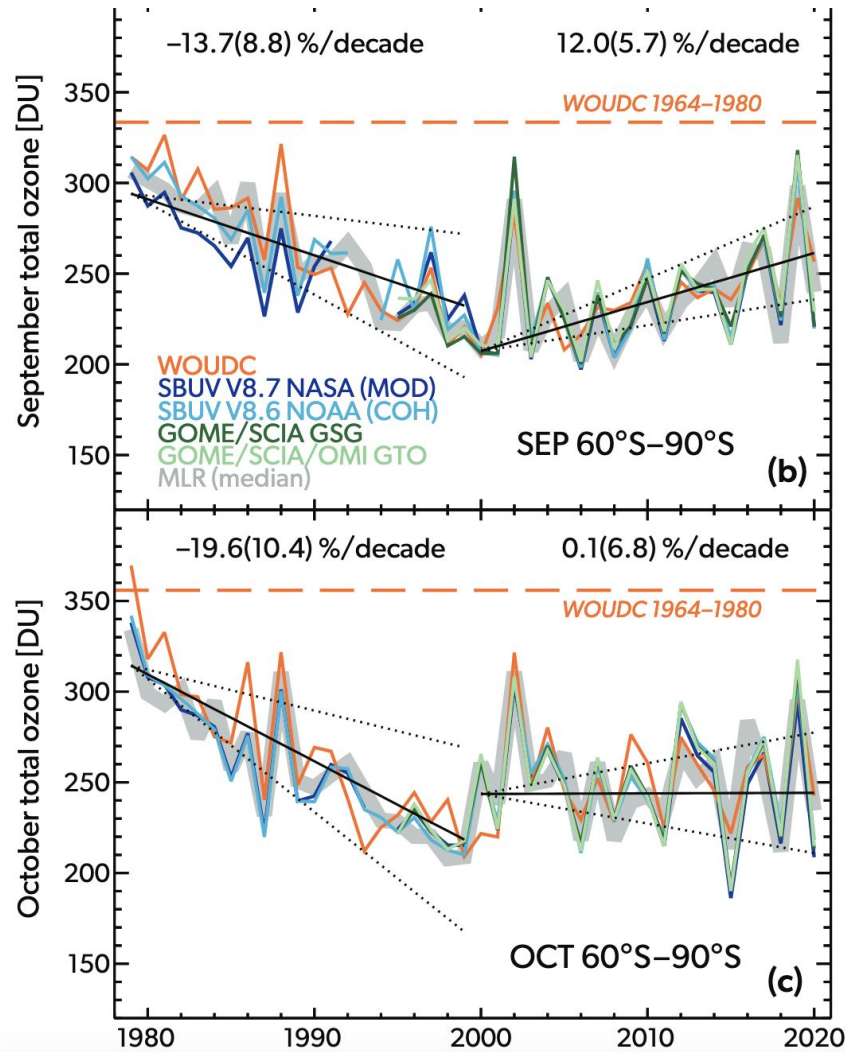 –13.7(8.8) %/decade 12.0(5.7) %/decade
September total ozone [DU]
350
WOUDC 1964–1980
300
250
200
WOUDC
SBUV V8.7 NASA (MOD)
SBUV V8.6 NOAA (COH)
GOME/SCIA GSG
GOME/SCIA/OMI GTO
MLR (median)
SEP 60°S–90°S
150
(b)
–19.6(10.4) %/decade 0.1(6.8) %/decade
October total ozone [DU]
350
WOUDC 1964–1980
300
250
200
150
OCT 60°S–90°S
(c)
1980 1990 2000 2010 2020